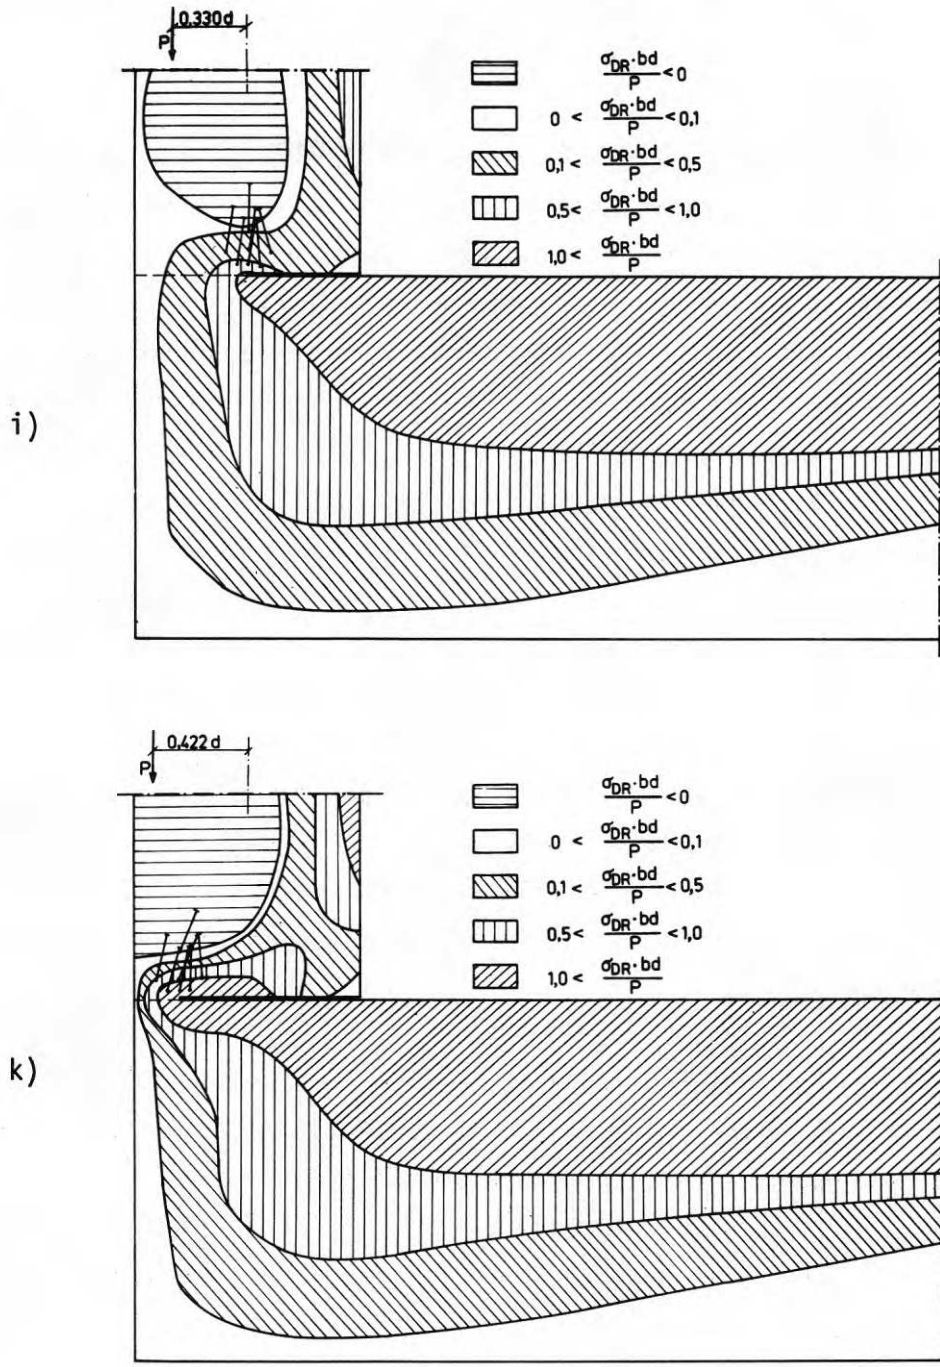 0.330d
P
σDR·bd/P < 0
0 < σDR·bd/P < 0,1
0,1 < σDR·bd/P < 0,5
0,5 < σDR·bd/P < 1,0
1,0 < σDR·bd/P
i)
0,422d
P
σDR·bd/P < 0
0 < σDR·bd/P < 0,1
0,1 < σDR·bd/P < 0,5
0,5 < σDR·bd/P < 1,0
1,0 < σDR·bd/P
k)